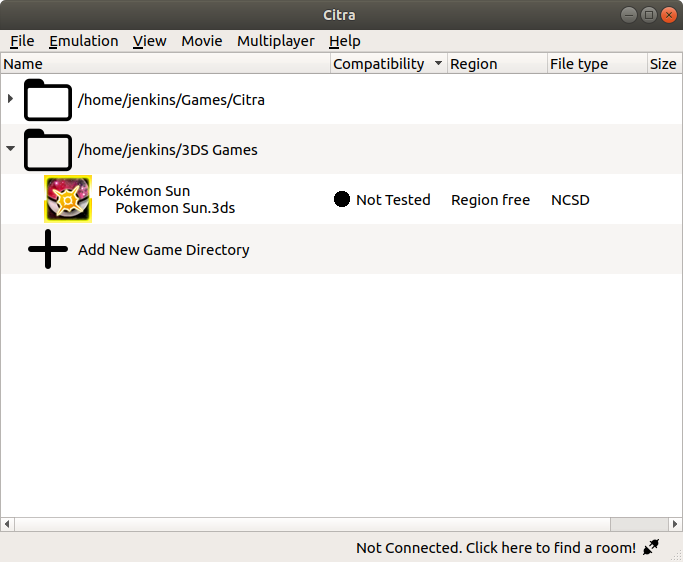 Citra
File Emulation View Movie Multiplayer Help
Name Compatibility Region File type Size
/home/jenkins/Games/Citra
/home/jenkins/3DS Games
Pokémon Sun
Pokemon Sun.3ds
Not Tested Region free NCSD
Add New Game Directory
Not Connected. Click here to find a room!